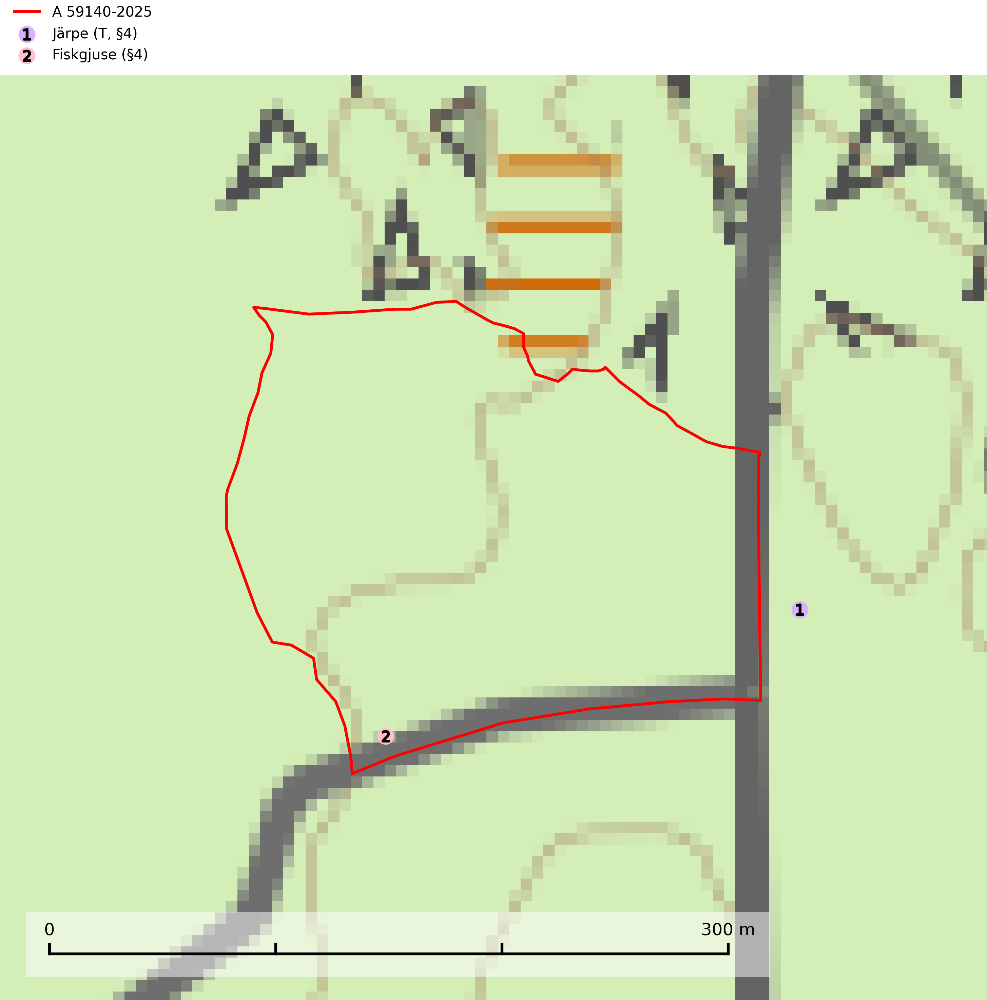 A 59140-2025
1 Järpe (T, §4)
2 Fiskgjuse (§4)
1
2
0 300 m